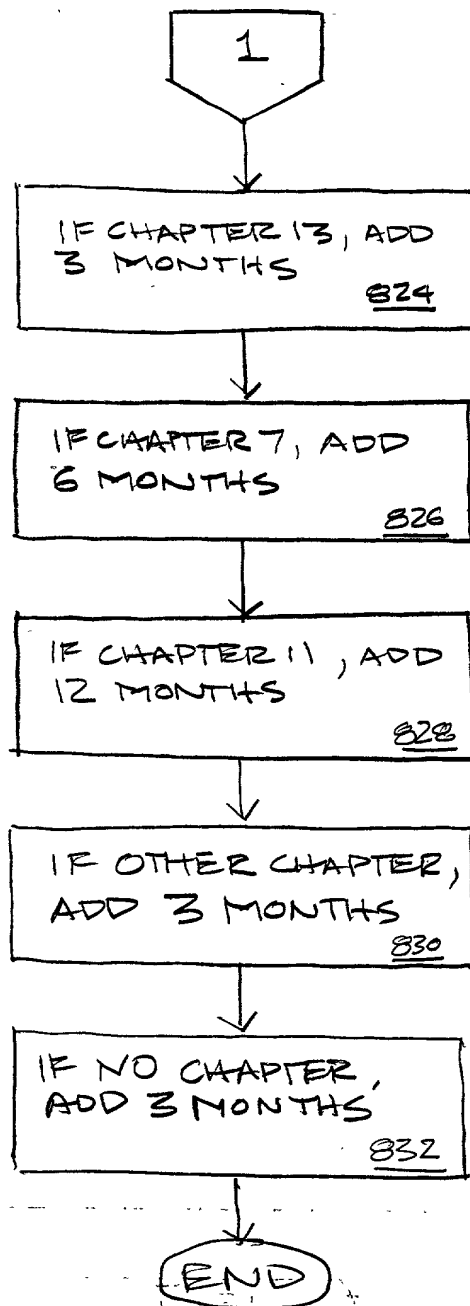 1
IF CHAPTER 13, ADD
3 MONTHS
824
IF CHAPTER 7, ADD
6 MONTHS
826
IF CHAPTER 11, ADD
12 MONTHS
828
IF OTHER CHAPTER,
ADD 3 MONTHS
830
IF NO CHAPTER,
ADD 3 MONTHS
832
END